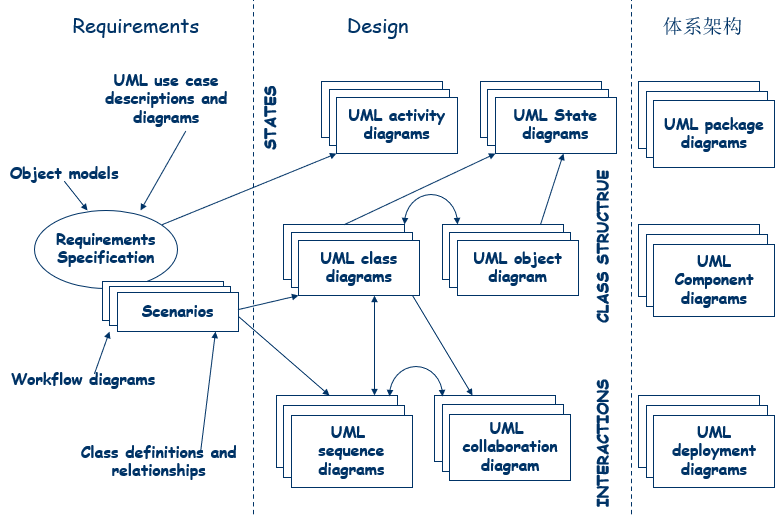 Requirements
Design
体系架构
UML use case
descriptions and
diagrams
Object models
Requirements
Specification
Scenarios
Workflow diagrams
Class definitions and
relationships
STATES
UML activity
diagrams
UML State
diagrams
CLASS STRUCTRUE
UML class
diagrams
UML object
diagram
INTERACTIONS
UML
sequence
diagrams
UML
collaboration
diagram
UML package
diagrams
UML
Component
diagrams
UML
deployment
diagrams